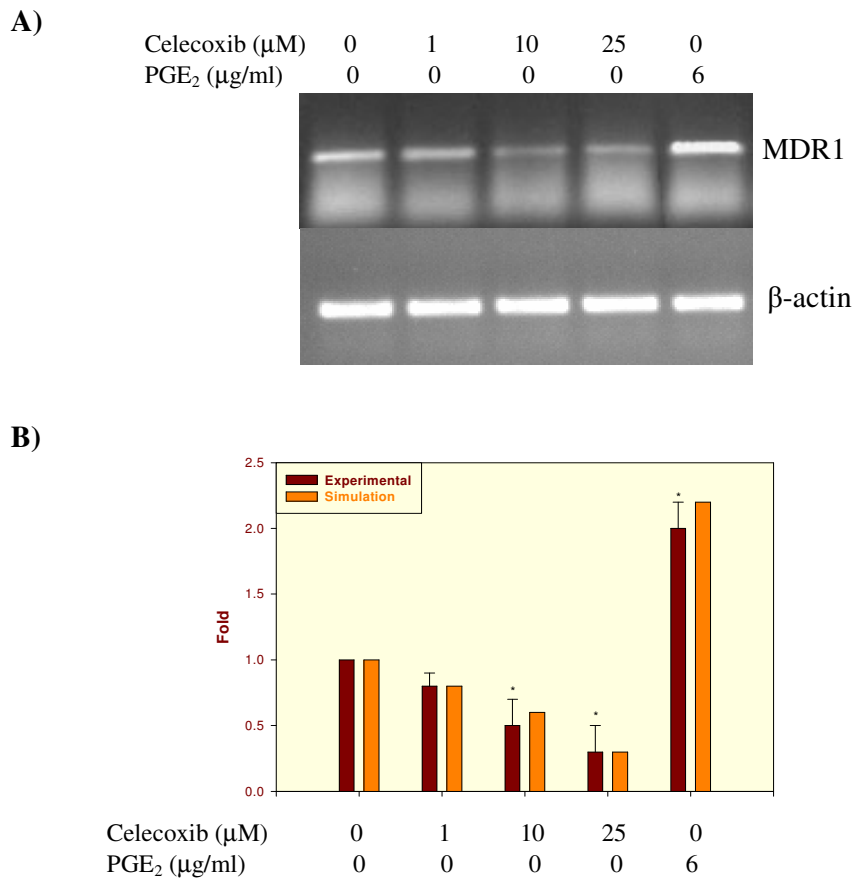 A)
Celecoxib (μM) 0 1 10 25 0
PGE₂ (μg/ml) 0 0 0 0 6
MDR1
β-actin
B)
2.5
Experimental
Simulation
*
2.0
1.5
Fold
1.0
*
*
0.5
0.0
Celecoxib (μM) 0 1 10 25 0
PGE₂ (μg/ml) 0 0 0 0 6